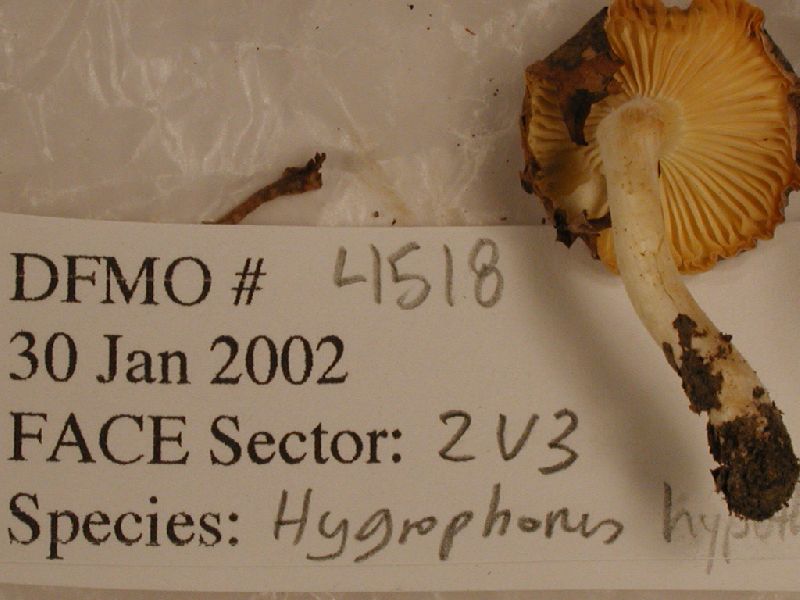 DFMO # 4518
30 Jan 2002
FACE Sector: 2V3
Species: Hygrophorus